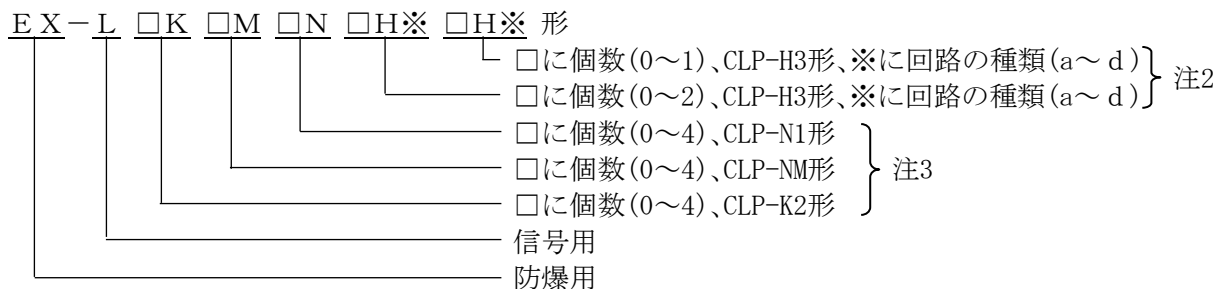 EX-L □K □M □N □H※ □H※ 形
□に個数(0～1)、CLP-H3形、※に回路の種類(a～d)
□に個数(0～2)、CLP-H3形、※に回路の種類(a～d)
注2
□に個数(0～4)、CLP-N1形
□に個数(0～4)、CLP-NM形
注3
□に個数(0～4)、CLP-K2形
信号用
防爆用